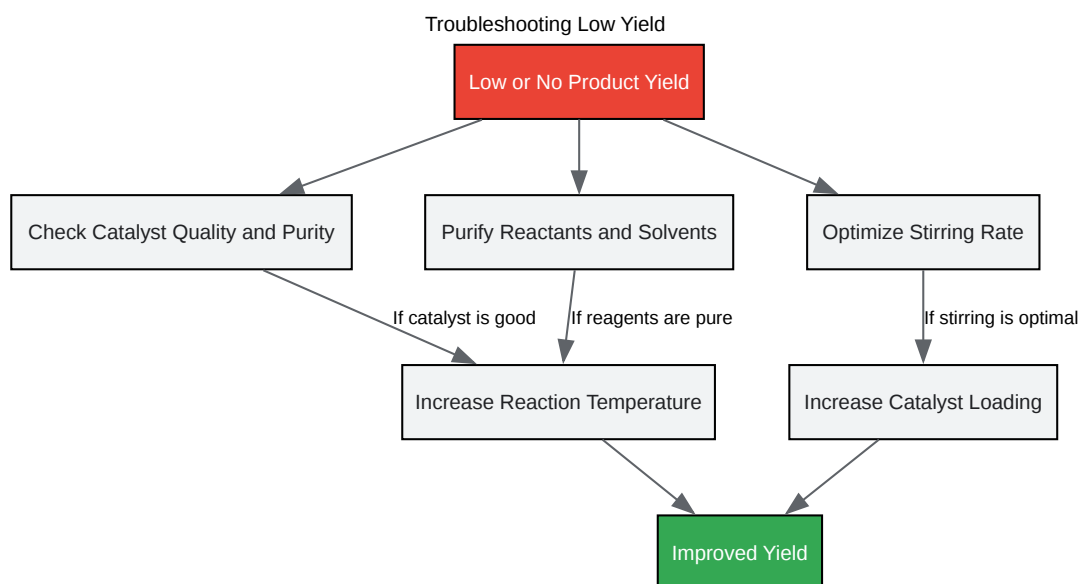 Troubleshooting Low Yield
Low or No Product Yield
Check Catalyst Quality and Purity
Purify Reactants and Solvents
Optimize Stirring Rate
If catalyst is good
If reagents are pure
If stirring is optimal
Increase Reaction Temperature
Increase Catalyst Loading
Improved Yield